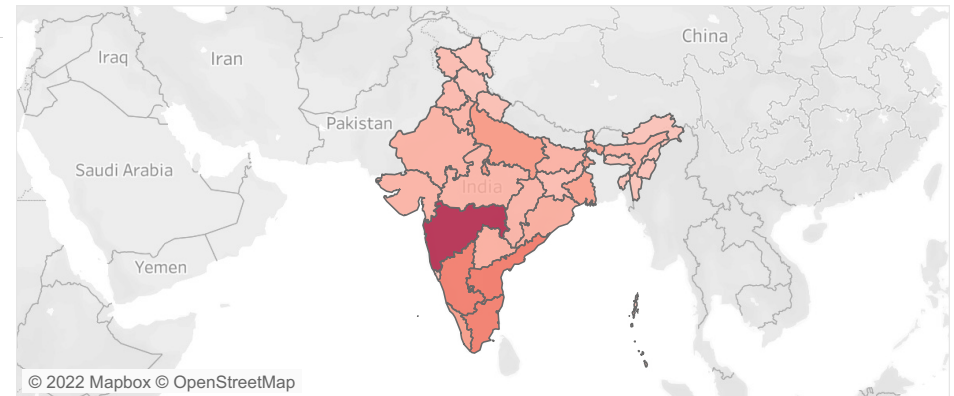 China
Iraq
Iran
Pakistan
Saudi Arabia
India
Yemen
© 2022 Mapbox © OpenStreetMap